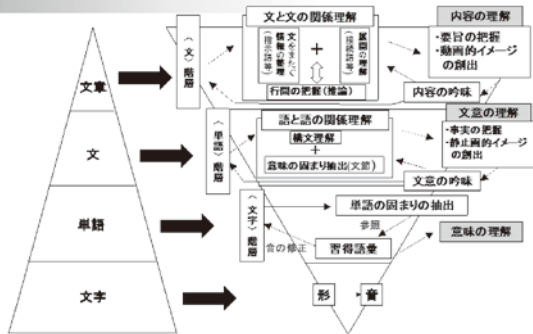 文章
文
単語
文字
〈文〉階層
文と文の関係理解
文をまたぐ情報の管理
(指示語等)
+
展開の理解
(接続語等)
行間の把握(推論)
内容の理解
・要旨の把握
・動画的イメージ
の創出
内容の吟味
〈単語〉階層
語と語の関係理解
構文理解
+
意味の固まり抽出(文節)
文意の理解
・事実の把握
・静止画的イメージ
の創出
文意の吟味
〈文字〉階層
単語の固まりの抽出
参照
音の修正
習得語彙
意味の理解
形
音